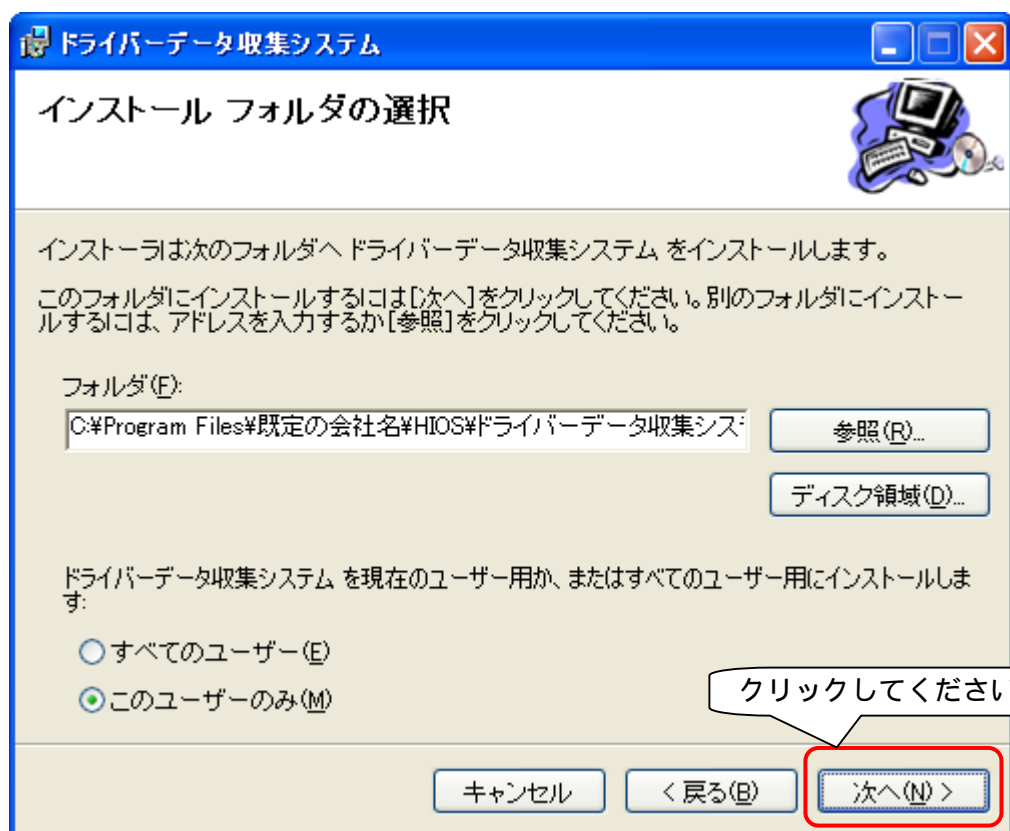 ドライバーデータ収集システム
インストール フォルダの選択
インストーラは次のフォルダへ ドライバーデータ収集システム をインストールします。
このフォルダにインストールするには[次へ]をクリックしてください。別のフォルダにインストー
ルするには、アドレスを入力するか[参照]をクリックしてください。
フォルダ(F):
C:¥Program Files¥既定の会社名¥HIOS¥ドライバーデータ収集シス
参照(R)...
ディスク領域(D)...
ドライバーデータ収集システム を現在のユーザー用か、またはすべてのユーザー用にインストールしま
す:
すべてのユーザー(E)
このユーザーのみ(M)
クリックしてくださ
キャンセル
< 戻る(B)
次へ(N) >